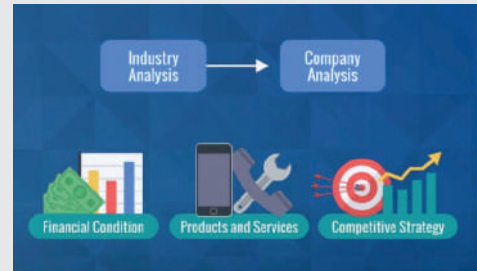 Industry
Analysis
Company
Analysis
Financial Condition
Products and Services
Competitive Strategy